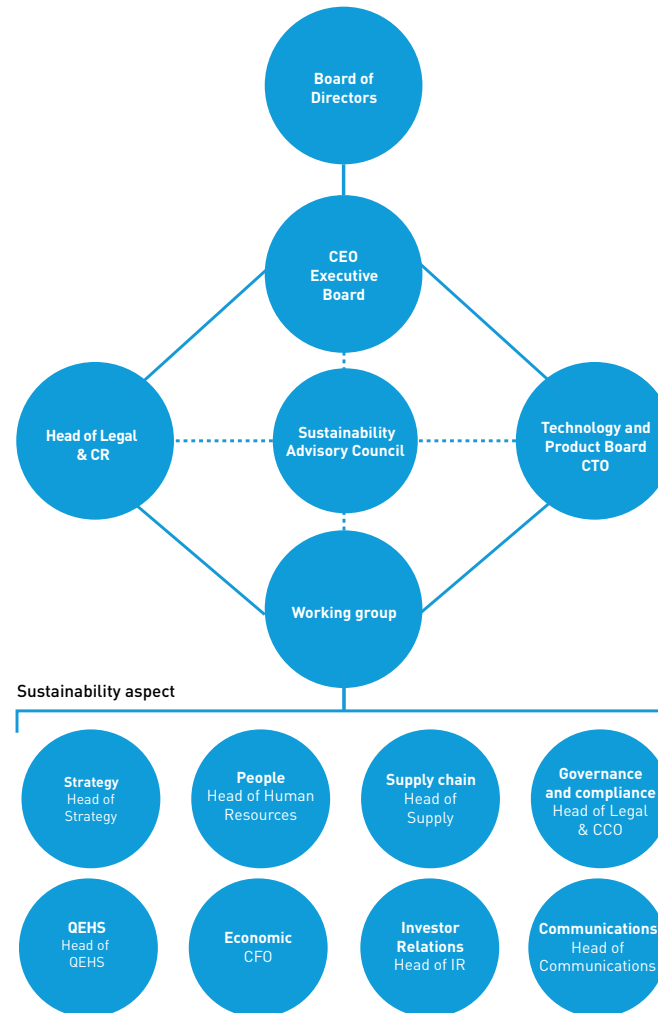 Board of
Directors
CEO
Executive
Board
Head of Legal
& CR
Sustainability
Advisory Council
Technology and
Product Board
CTO
Working group
Sustainability aspect
Strategy
Head of
Strategy
People
Head of Human
Resources
Supply chain
Head of
Supply
Governance
and compliance
Head of Legal
& CCO
QEHS
Head of
QEHS
Economic
CFO
Investor
Relations
Head of IR
Communications
Head of
Communications